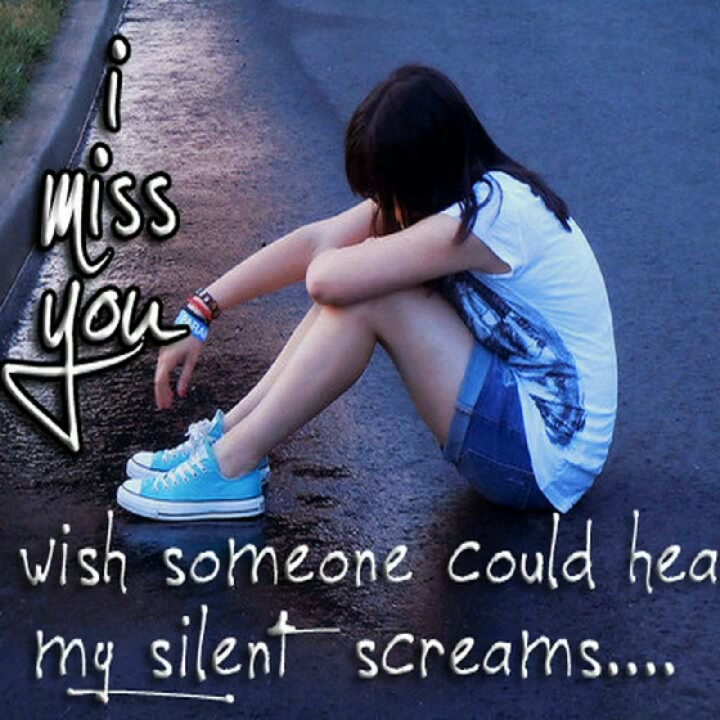 i
miss
you
wish someone could hea
my silent screams....